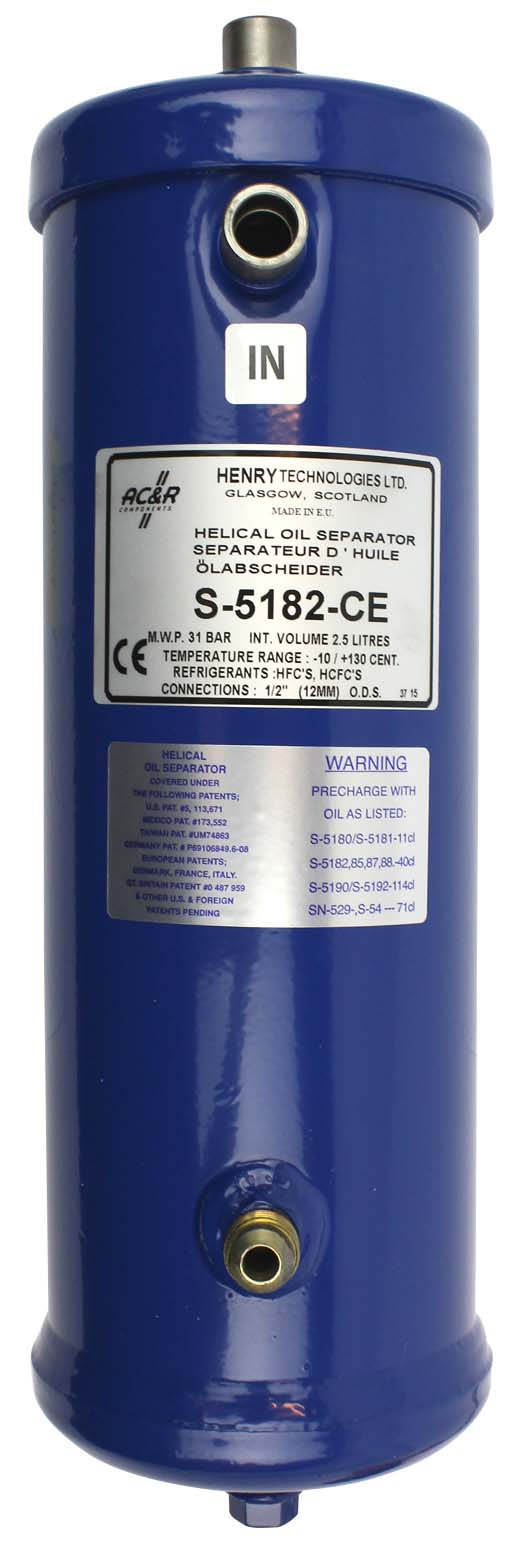 IN
AC&R
COMPONENTS
HENRY TECHNOLOGIES LTD.
GLASGOW, SCOTLAND
MADE IN E.U.
HELICAL OIL SEPARATOR
SEPARATEUR D ' HUILE
ÖLABSCHEIDER
S-5182-CE
CE
M.W.P. 31 BAR INT. VOLUME 2.5 LITRES
TEMPERATURE RANGE : -10 / +130 CENT.
REFRIGERANTS :HFC'S, HCFC'S
CONNECTIONS : 1/2" (12MM) O.D.S. 37 15
HELICAL
OIL SEPARATOR
COVERED UNDER
THE FOLLOWING PATENTS;
U.S. PAT. #5, 113,671
MEXICO PAT. #173,552
TAIWAN PAT. #UM74863
GERMANY PAT. # P69106849.6-08
EUROPEAN PATENTS;
DENMARK, FRANCE, ITALY.
GT. BRITAIN PATENT #0 487 959
& OTHER U.S. & FOREIGN
PATENTS PENDING
WARNING
PRECHARGE WITH
OIL AS LISTED:
S-5180/S-5181-11cl
S-5182,85,87,88.-40cl
S-5190/S-5192-114cl
SN-529-,S-54 --- 71cl